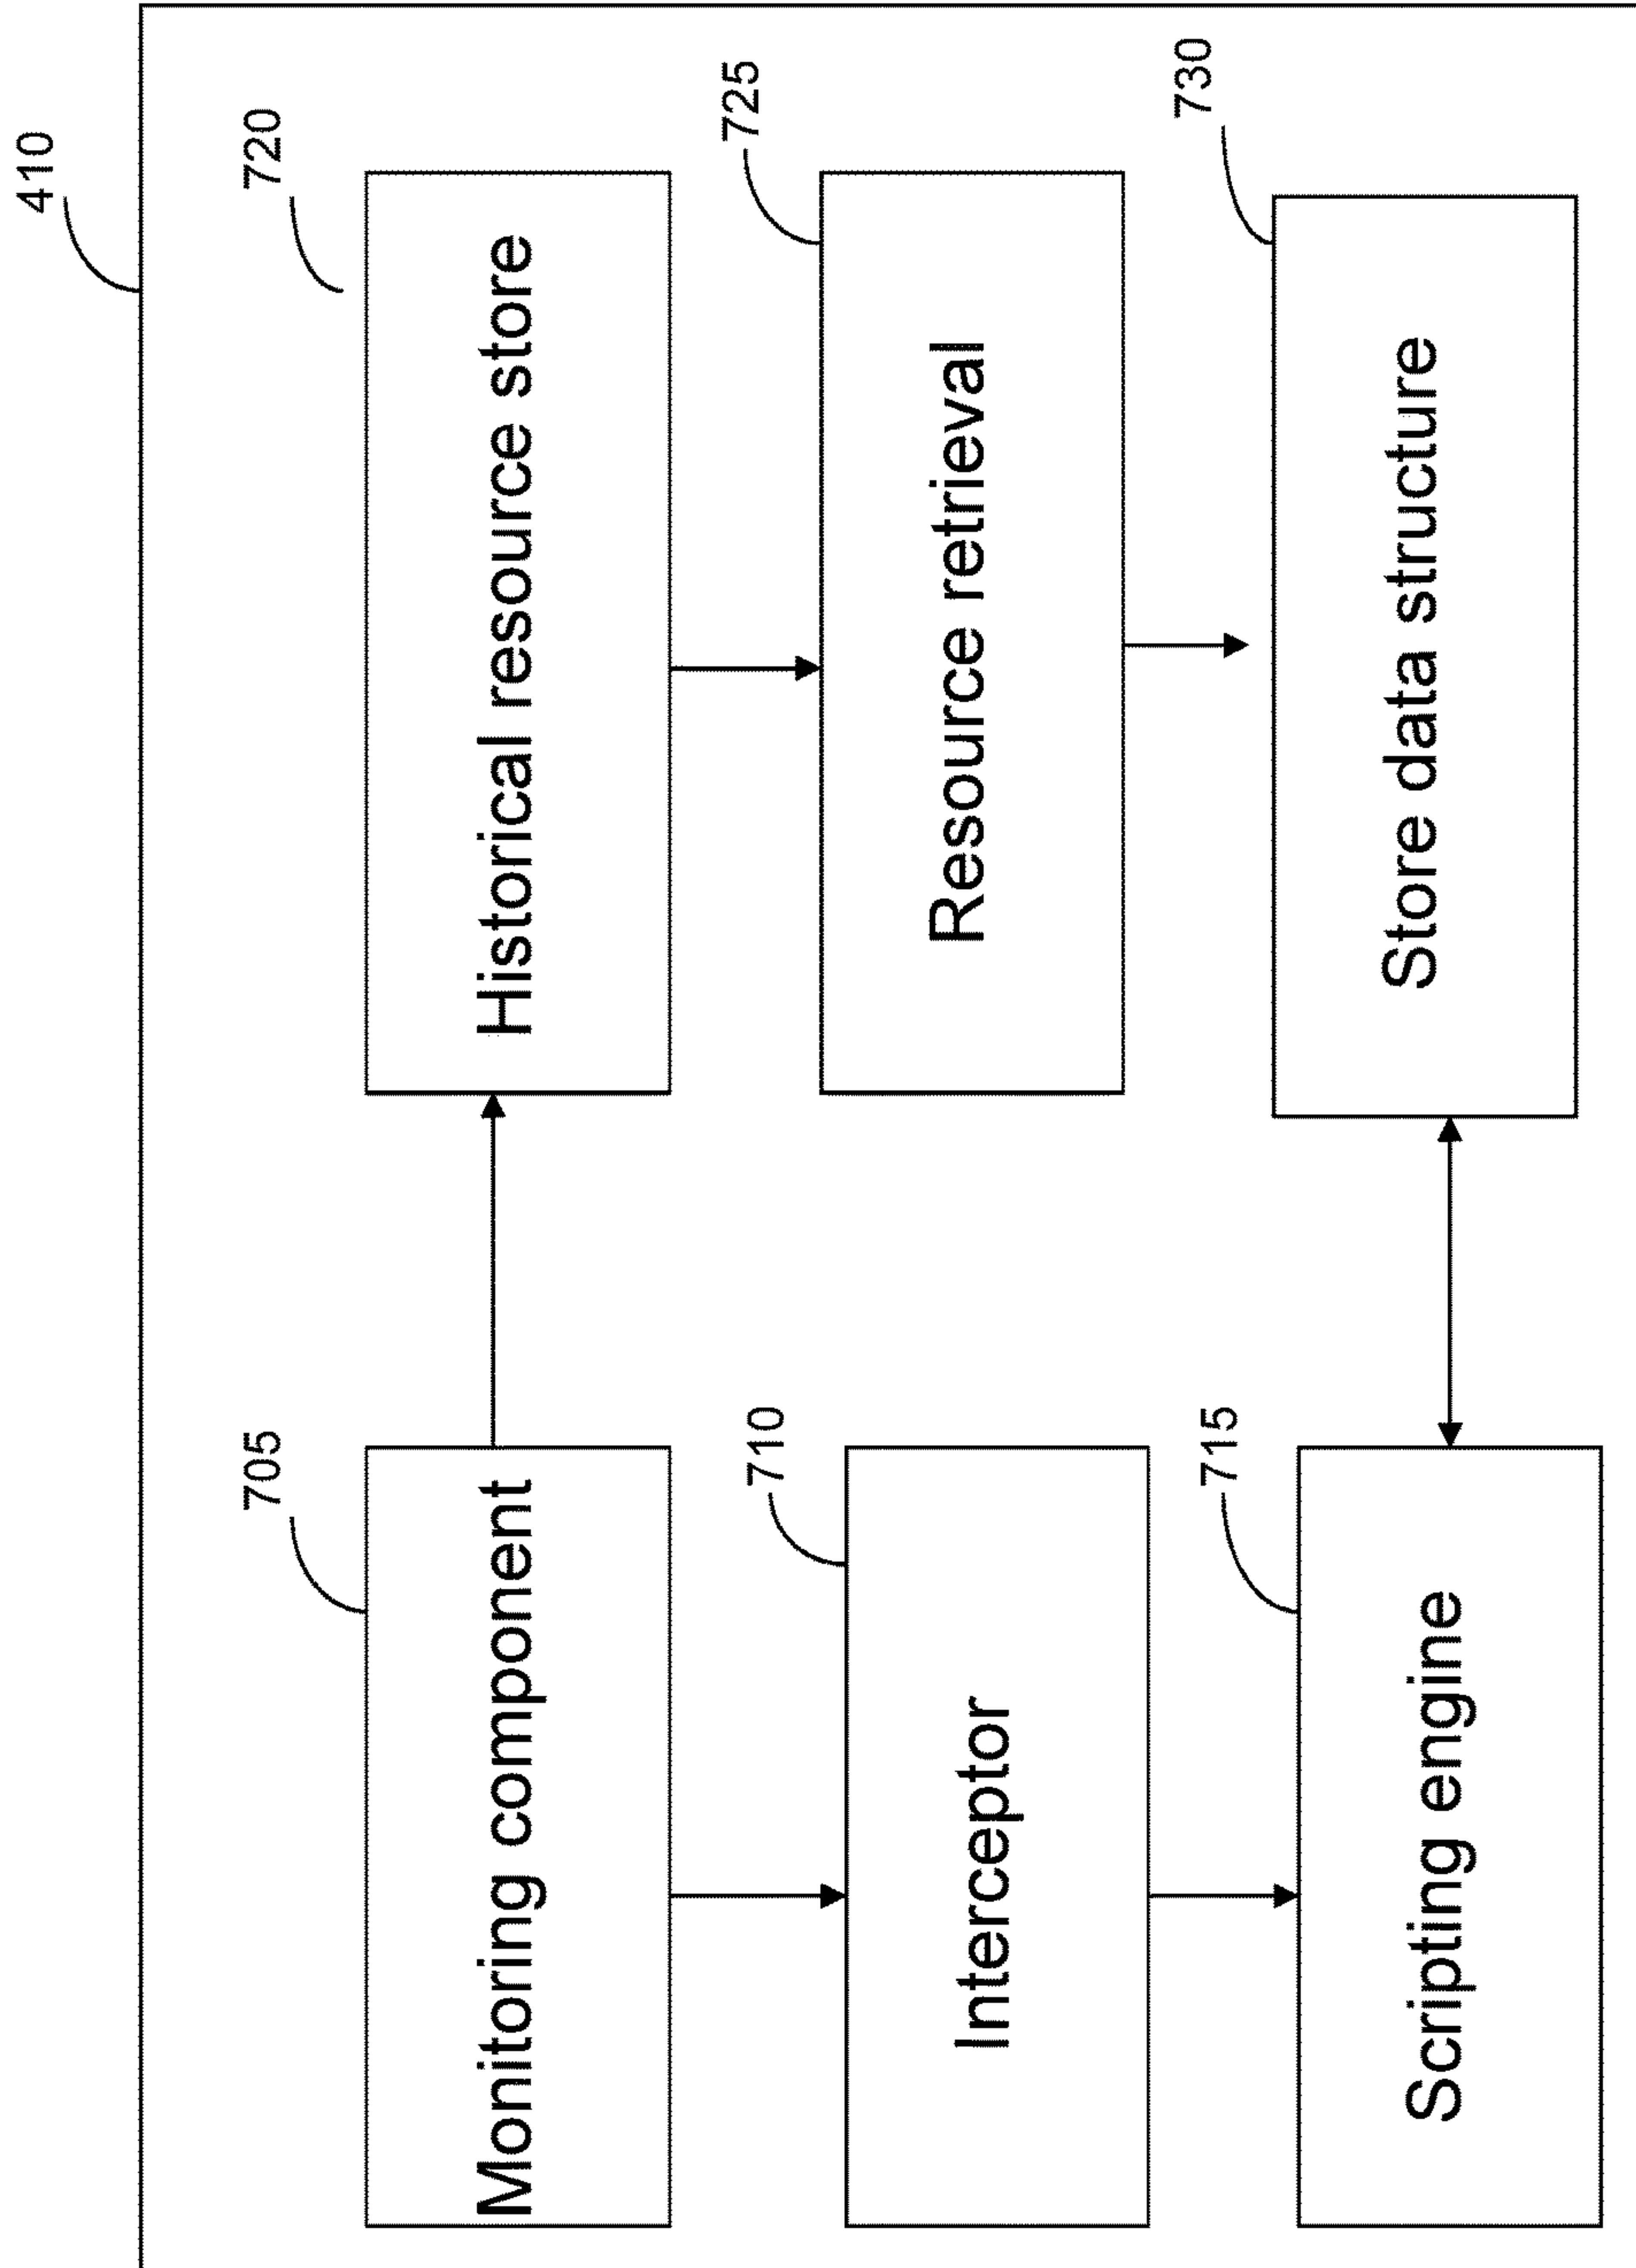 410
705
Monitoring component
720
Historical resource store
710
Interceptor
725
Resource retrieval
715
Scripting engine
730
Store data structure